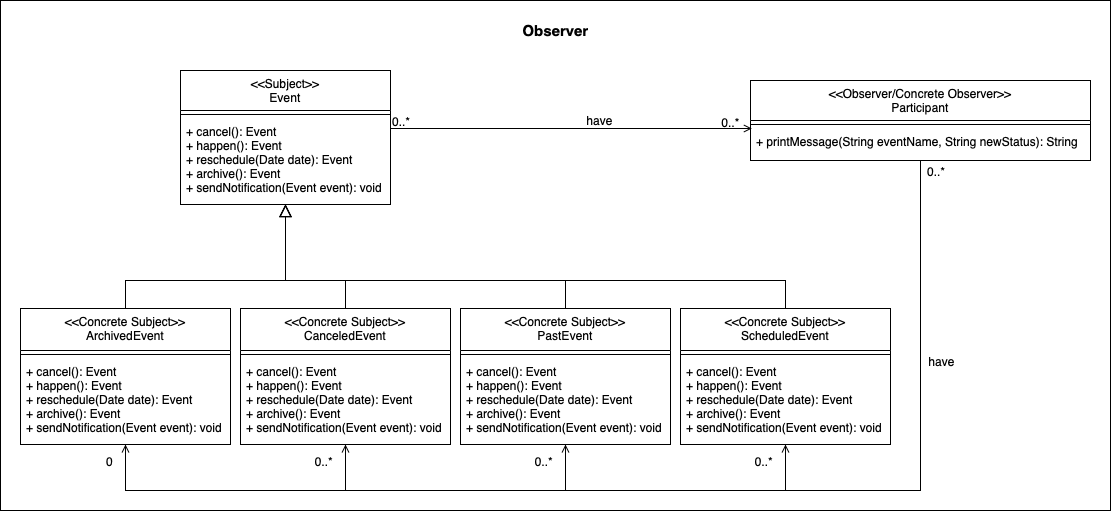 Observer
<<Subject>>
Event
+ cancel(): Event
+ happen(): Event
+ reschedule(Date date): Event
+ archive(): Event
+ sendNotification(Event event): void
0..*
have
0..*
<<Observer/Concrete Observer>>
Participant
+ printMessage(String eventName, String newStatus): String
0..*
<<Concrete Subject>>
ArchivedEvent
+ cancel(): Event
+ happen(): Event
+ reschedule(Date date): Event
+ archive(): Event
+ sendNotification(Event event): void
<<Concrete Subject>>
CanceledEvent
+ cancel(): Event
+ happen(): Event
+ reschedule(Date date): Event
+ archive(): Event
+ sendNotification(Event event): void
<<Concrete Subject>>
PastEvent
+ cancel(): Event
+ happen(): Event
+ reschedule(Date date): Event
+ archive(): Event
+ sendNotification(Event event): void
<<Concrete Subject>>
ScheduledEvent
+ cancel(): Event
+ happen(): Event
+ reschedule(Date date): Event
+ archive(): Event
+ sendNotification(Event event): void
have
0
0..*
0..*
0..*